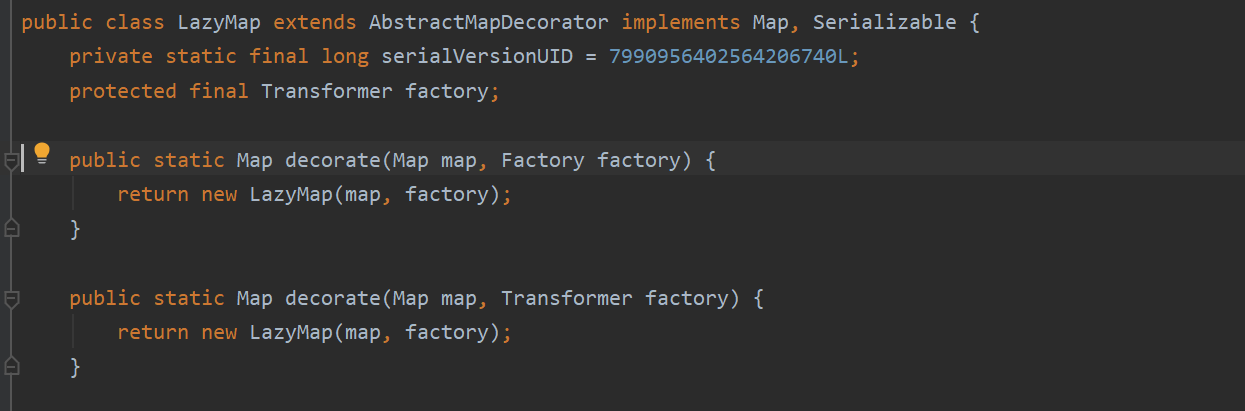 public class LazyMap extends AbstractMapDecorator implements Map, Serializable {
    private static final long serialVersionUID = 7990956402564206740L;
    protected final Transformer factory;
    public static Map decorate(Map map, Factory factory) {
        return new LazyMap(map, factory);
    }
    public static Map decorate(Map map, Transformer factory) {
        return new LazyMap(map, factory);
    }